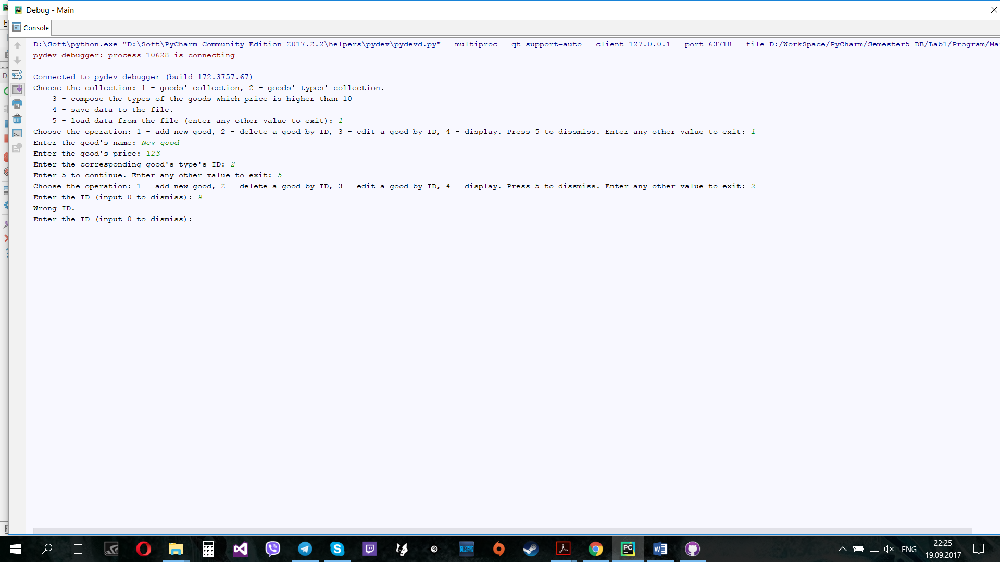 Debug - Main
F
Console
D:\Soft\python.exe "D:\Soft\PyCharm Community Edition 2017.2.2\helpers\pydev\pydevd.py" --multiproc --qt-support=auto --client 127.0.0.1 --port 63718 --file D:/WorkSpace/PyCharm/Semester5_DB/Lab1/Program/Ma
pydev debugger: process 10628 is connecting
D
Connected to pydev debugger (build 172.3757.67)
Choose the collection: 1 - goods' collection, 2 - goods' types' collection.
3 - compose the types of the goods which price is higher than 10
4 - save data to the file.
5 - load data from the file (enter any other value to exit): 1
Choose the operation: 1 - add new good, 2 - delete a good by ID, 3 - edit a good by ID, 4 - display. Press 5 to dissmiss. Enter any other value to exit: 1
Enter the good's name: New good
Enter the good's price: 123
Enter the corresponding good's type's ID: 2
Enter 5 to continue. Enter any other value to exit: 5
Choose the operation: 1 - add new good, 2 - delete a good by ID, 3 - edit a good by ID, 4 - display. Press 5 to dissmiss. Enter any other value to exit: 2
Enter the ID (input 0 to dismiss): 9
Wrong ID.
Enter the ID (input 0 to dismiss):
BLIZZARD
PC
ENG
22:25
19.09.2017